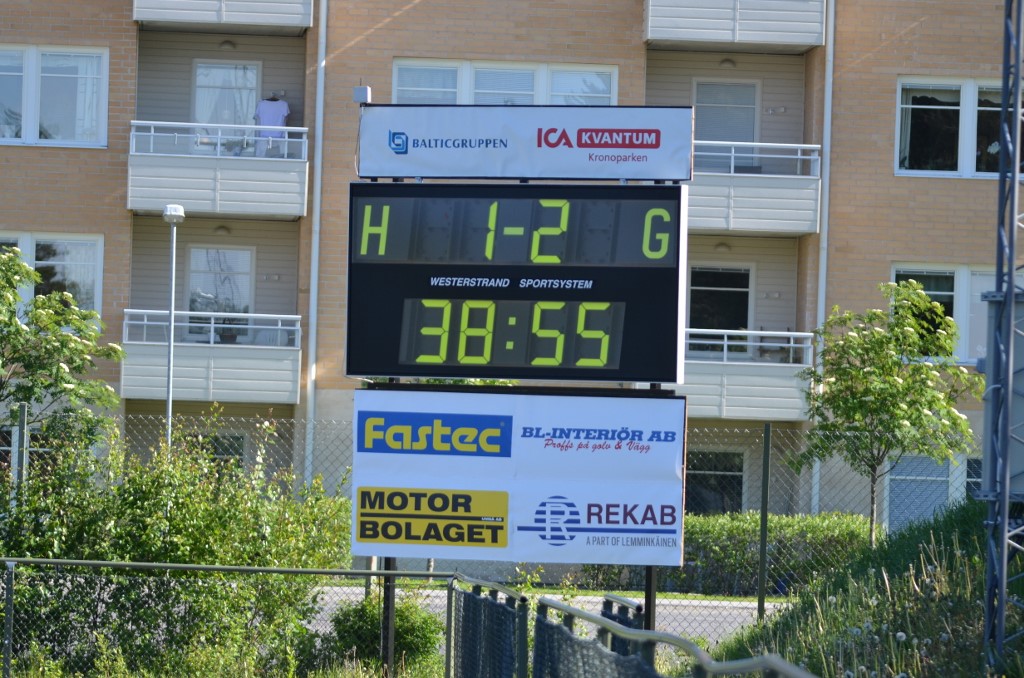 BALTICGRUPPEN
ICA KVANTUM
Kronoparken
H 1-2 G
WESTERSTRAND SPORTSYSTEM
38:55
Fastec
BL-INTERIÖR AB
Proffs på golv & Vägg
MOTOR
BOLAGET
R REKAB
A PART OF LEMMINKÄINEN